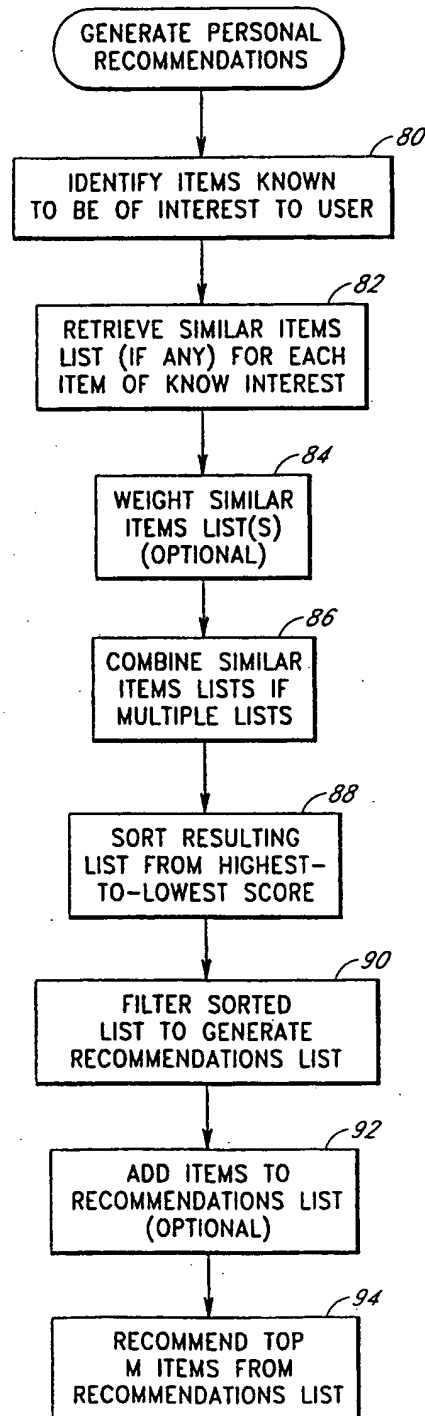 GENERATE PERSONAL
RECOMMENDATIONS
80
IDENTIFY ITEMS KNOWN
TO BE OF INTEREST TO USER
82
RETRIEVE SIMILAR ITEMS
LIST (IF ANY) FOR EACH
ITEM OF KNOW INTEREST
84
WEIGHT SIMILAR
ITEMS LIST(S)
(OPTIONAL)
86
COMBINE SIMILAR
ITEMS LISTS IF
MULTIPLE LISTS
88
SORT RESULTING
LIST FROM HIGHEST-
TO-LOWEST SCORE
90
FILTER SORTED
LIST TO GENERATE
RECOMMENDATIONS LIST
92
ADD ITEMS TO
RECOMMENDATIONS LIST
(OPTIONAL)
94
RECOMMEND TOP
M ITEMS FROM
RECOMMENDATIONS LIST